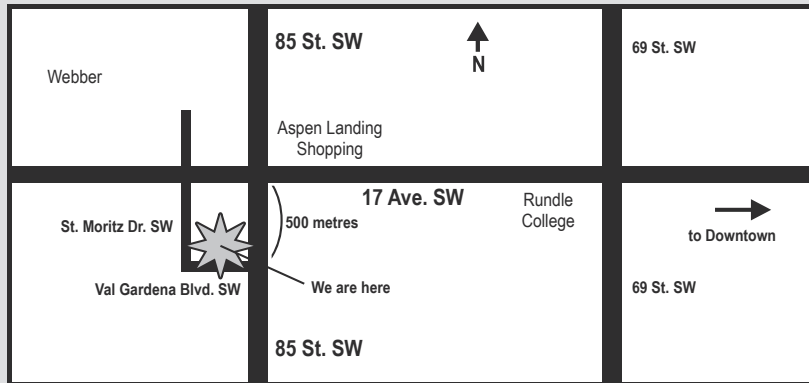 85 St. SW
N
69 St. SW
Webber
Aspen Landing
Shopping
17 Ave. SW
Rundle
College
St. Moritz Dr. SW
500 metres
to Downtown
Val Gardena Blvd. SW
We are here
69 St. SW
85 St. SW